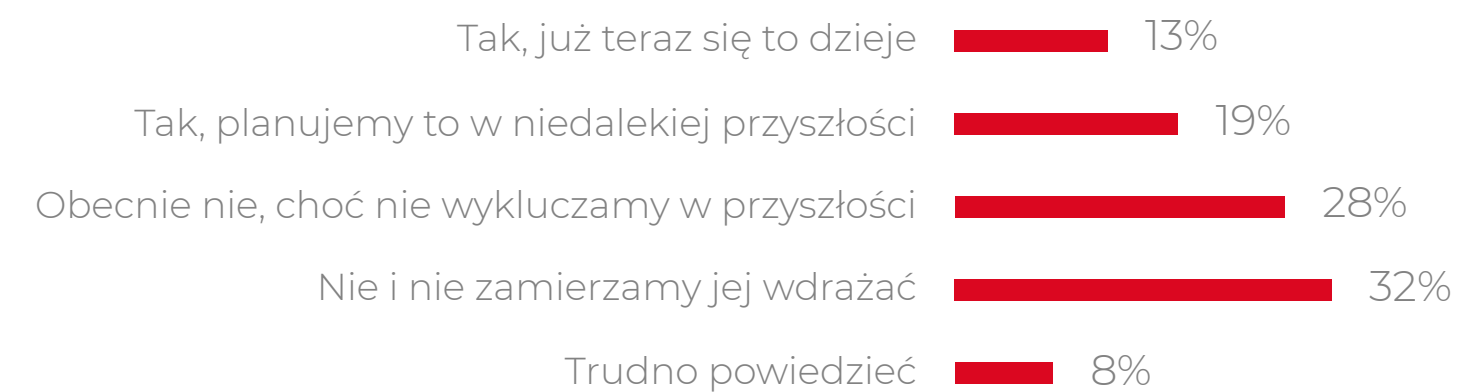 Tak, już teraz się to dzieje 13%
Tak, planujemy to w niedalekiej przyszłości 19%
Obecnie nie, choć nie wykluczamy w przyszłości 28%
Nie i nie zamierzamy jej wdrażać 32%
Trudno powiedzieć 8%